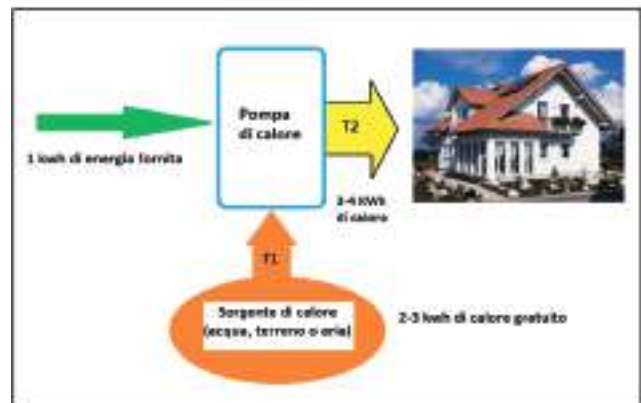 Pompa
di calore
T2
1 kwh di energia fornita
3-4 KWh
di calore
T1
Sorgente di calore
(acqua, terreno o aria)
2-3 kwh di calore gratuito